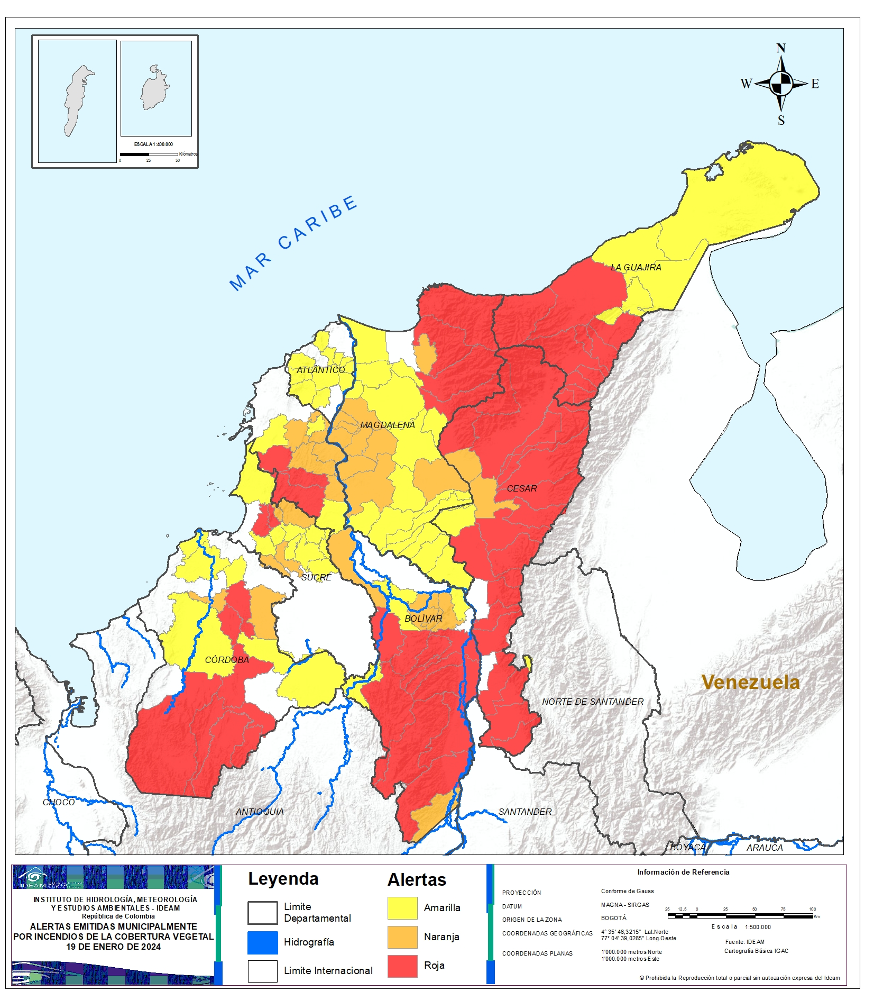 ESCALA 1:400.000
Kilómetros
0 25 50
N
W E
S
MAR CARIBE
LA GUAJIRA
ATLÁNTICO
MAGDALENA
CESAR
SUCRE
BOLÍVAR
CÓRDOBA
Venezuela
NORTE DE SANTANDER
CHOCÓ
ANTIOQUIA
SANTANDER
BOYACÁ
ARAUCA
IDEAM
INSTITUTO DE HIDROLOGÍA, METEOROLOGÍA
Y ESTUDIOS AMBIENTALES - IDEAM
República de Colombia
ALERTAS EMITIDAS MUNICIPALMENTE
POR INCENDIOS DE LA COBERTURA VEGETAL
19 DE ENERO DE 2024
Leyenda
Limite
Departamental
Hidrografía
Limite Internacional
Alertas
Amarilla
Naranja
Roja
Información de Referencia
PROYECCIÓN Conforme de Gauss
DATUM MAGNA - SIRGAS
ORIGEN DE LA ZONA BOGOTÁ
COORDENADAS GEOGRÁFICAS 4° 35' 46,3215" Lat.Norte
77° 04' 39,0285" Long.Oeste
COORDENADAS PLANAS 1'000.000 metros Norte
1'000.000 metros Este
25 12,5 0 25 50 75 100
Km
Escala 1:500.000
Fuente: IDEAM
Cartografía Básica IGAC
© Prohibida la Reproducción total o parcial sin autozación expresa del Ideam